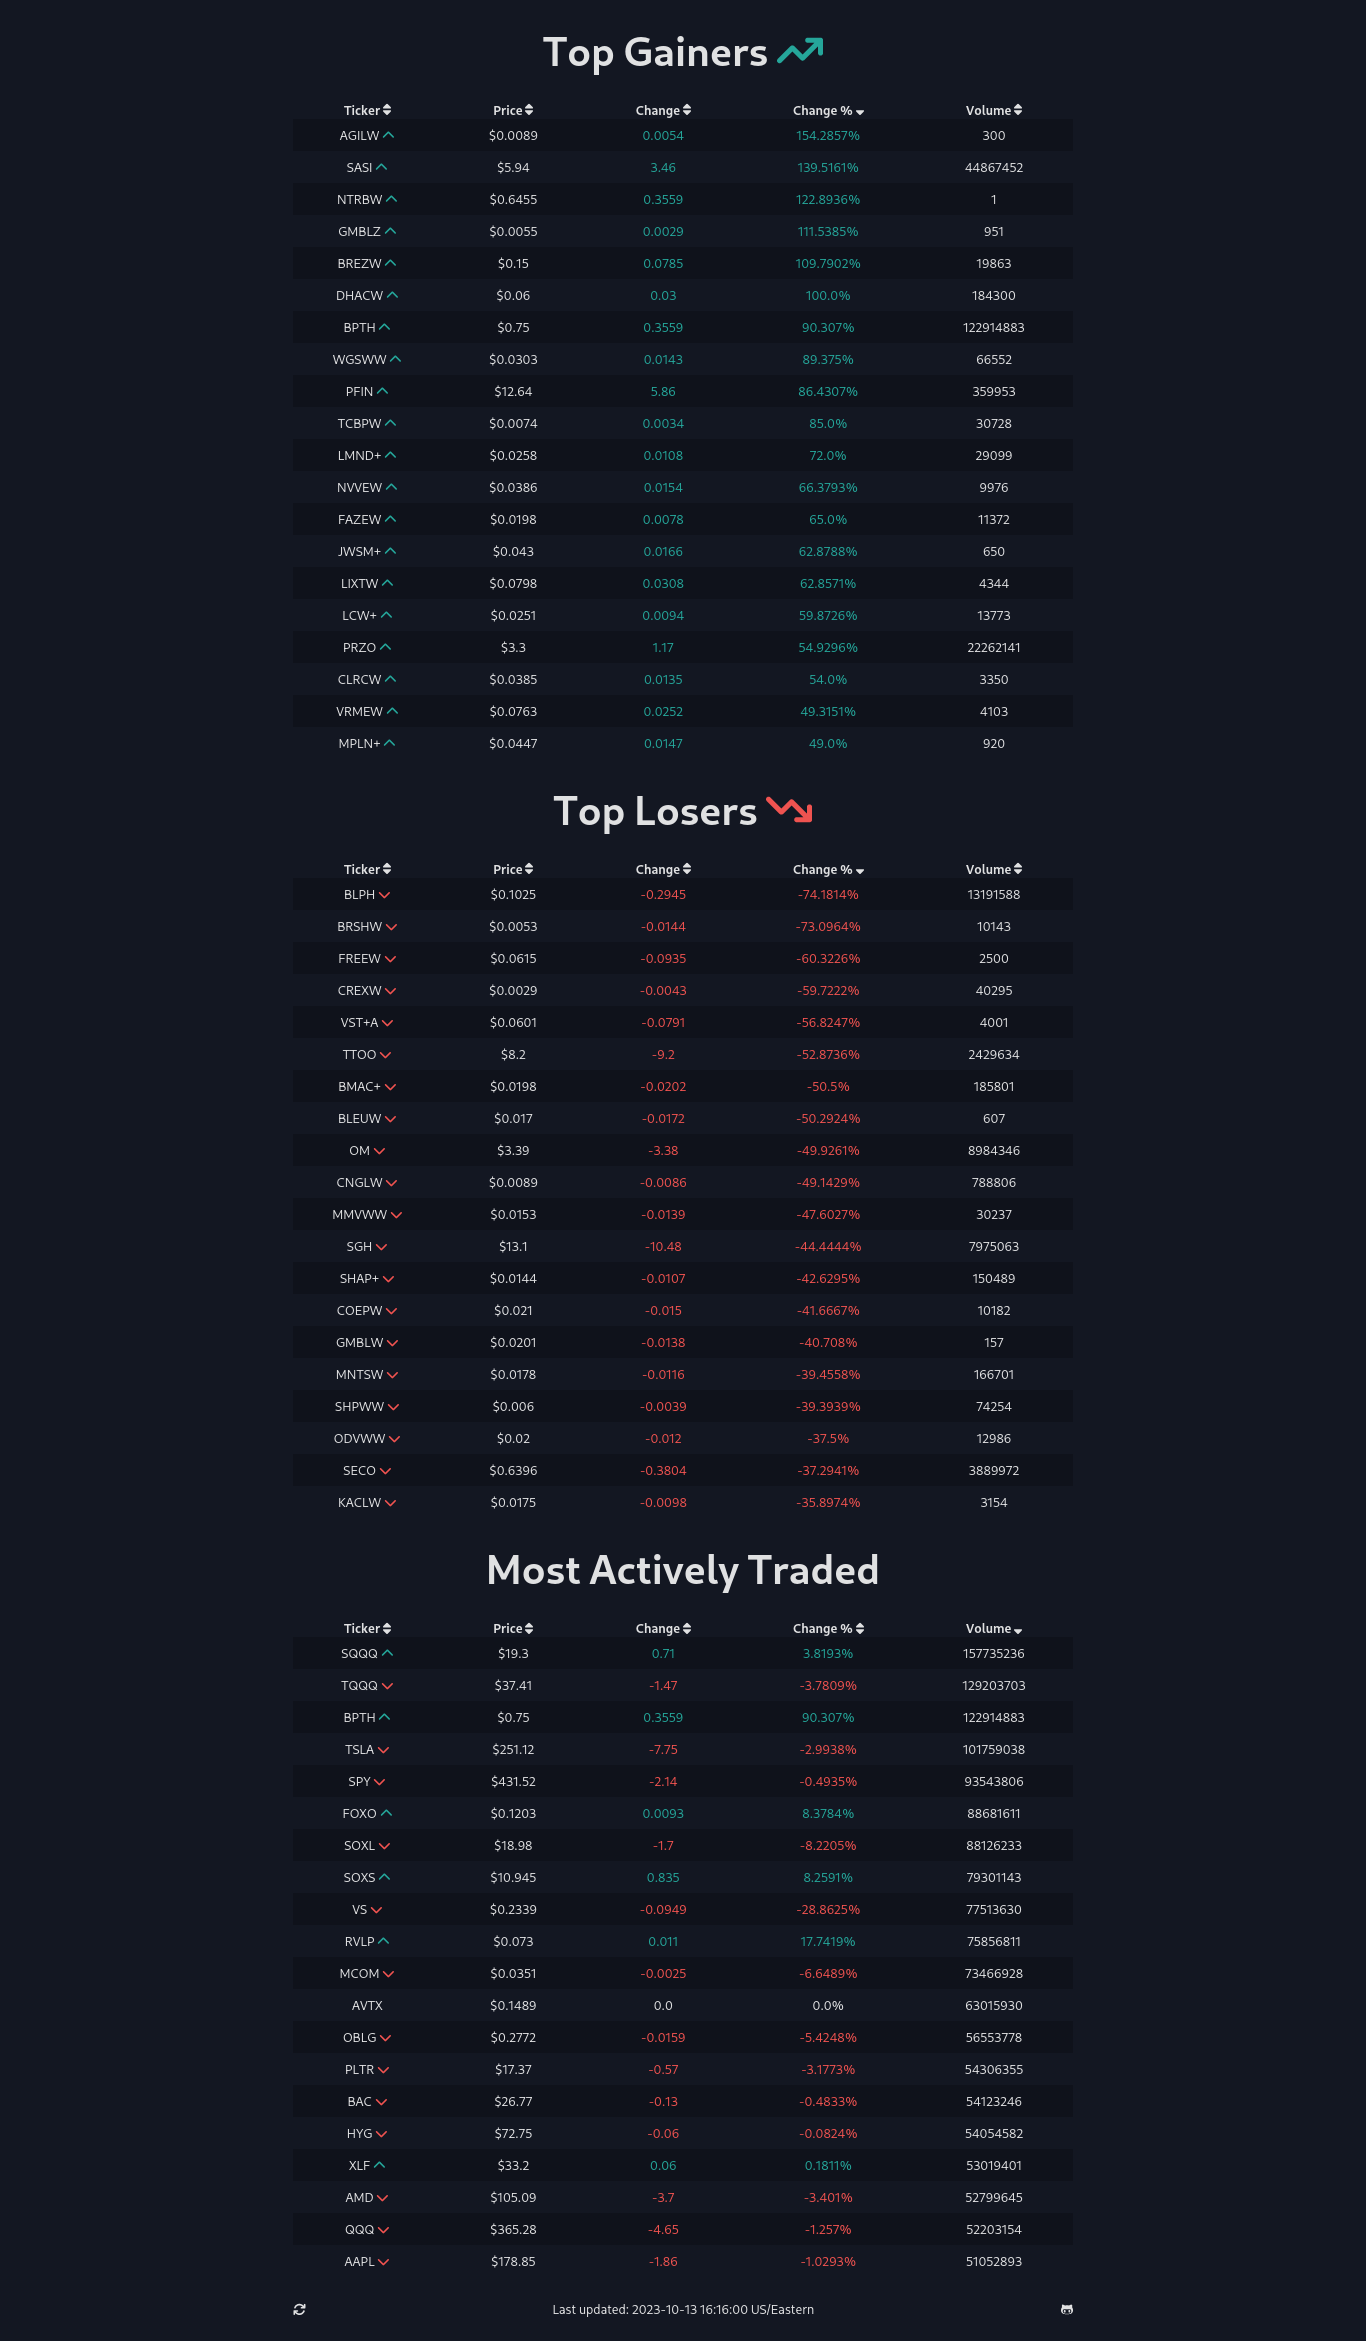 Top Gainers
Ticker Price Change Change % Volume
AGILW $0.0089 0.0054 154.2857% 300
SASI $5.94 3.46 139.5161% 44867452
NTRBW $0.6455 0.3559 122.8936% 1
GMBLZ $0.0055 0.0029 111.5385% 951
BREZW $0.15 0.0785 109.7902% 19863
DHACW $0.06 0.03 100.0% 184300
BPTH $0.75 0.3559 90.307% 122914883
WGSWW $0.0303 0.0143 89.375% 66552
PFIN $12.64 5.86 86.4307% 359953
TCBPW $0.0074 0.0034 85.0% 30728
LMND+ $0.0258 0.0108 72.0% 29099
NVVEW $0.0386 0.0154 66.3793% 9976
FAZEW $0.0198 0.0078 65.0% 11372
JWSM+ $0.043 0.0166 62.8788% 650
LIXTW $0.0798 0.0308 62.8571% 4344
LCW+ $0.0251 0.0094 59.8726% 13773
PRZO $3.3 1.17 54.9296% 22262141
CLRCW $0.0385 0.0135 54.0% 3350
VRMEW $0.0763 0.0252 49.3151% 4103
MPLN+ $0.0447 0.0147 49.0% 920
Top Losers
Ticker Price Change Change % Volume
BLPH $0.1025 -0.2945 -74.1814% 13191588
BRSHW $0.0053 -0.0144 -73.0964% 10143
FREEW $0.0615 -0.0935 -60.3226% 2500
CREXW $0.0029 -0.0043 -59.7222% 40295
VST+A $0.0601 -0.0791 -56.8247% 4001
TTOO $8.2 -9.2 -52.8736% 2429634
BMAC+ $0.0198 -0.0202 -50.5% 185801
BLEUW $0.017 -0.0172 -50.2924% 607
OM $3.39 -3.38 -49.9261% 8984346
CNGLW $0.0089 -0.0086 -49.1429% 788806
MMVWW $0.0153 -0.0139 -47.6027% 30237
SGH $13.1 -10.48 -44.4444% 7975063
SHAP+ $0.0144 -0.0107 -42.6295% 150489
COEPW $0.021 -0.015 -41.6667% 10182
GMBLW $0.0201 -0.0138 -40.708% 157
MNTSW $0.0178 -0.0116 -39.4558% 166701
SHPWW $0.006 -0.0039 -39.3939% 74254
ODVWW $0.02 -0.012 -37.5% 12986
SECO $0.6396 -0.3804 -37.2941% 3889972
KACLW $0.0175 -0.0098 -35.8974% 3154
Most Actively Traded
Ticker Price Change Change % Volume
SQQQ $19.3 0.71 3.8193% 157735236
TQQQ $37.41 -1.47 -3.7809% 129203703
BPTH $0.75 0.3559 90.307% 122914883
TSLA $251.12 -7.75 -2.9938% 101759038
SPY $431.52 -2.14 -0.4935% 93543806
FOXO $0.1203 0.0093 8.3784% 88681611
SOXL $18.98 -1.7 -8.2205% 88126233
SOXS $10.945 0.835 8.2591% 79301143
VS $0.2339 -0.0949 -28.8625% 77513630
RVLP $0.073 0.011 17.7419% 75856811
MCOM $0.0351 -0.0025 -6.6489% 73466928
AVTX $0.1489 0.0 0.0% 63015930
OBLG $0.2772 -0.0159 -5.4248% 56553778
PLTR $17.37 -0.57 -3.1773% 54306355
BAC $26.77 -0.13 -0.4833% 54123246
HYG $72.75 -0.06 -0.0824% 54054582
XLF $33.2 0.06 0.1811% 53019401
AMD $105.09 -3.7 -3.401% 52799645
QQQ $365.28 -4.65 -1.257% 52203154
AAPL $178.85 -1.86 -1.0293% 51052893
Last updated: 2023-10-13 16:16:00 US/Eastern